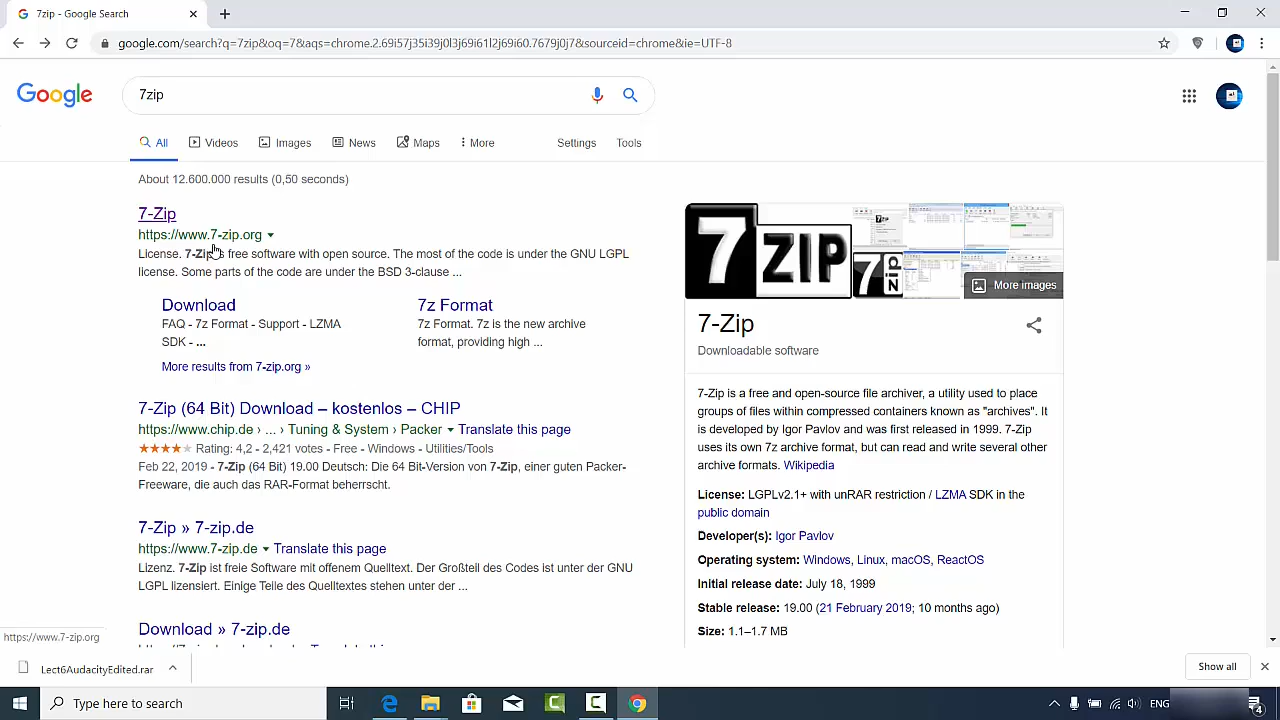 7zip - Google Search
google.com/search?q=7zip&oq=7&aqs=chrome.2.69i57j35i39j0l3j69i61l2j69i60.7679j0j7&sourceid=chrome&ie=UTF-8
Google
7zip
All Videos Images News Maps More Settings Tools
About 12.600.000 results (0,50 seconds)
7-Zip
https://www.7-zip.org
License. 7-Zip is free software with open source. The most of the code is under the GNU LGPL
license. Some parts of the code are under the BSD 3-clause ...
Download
FAQ - 7z Format - Support - LZMA
SDK - ...
7z Format
7z Format. 7z is the new archive
format, providing high ...
More results from 7-zip.org »
7-Zip (64 Bit) Download – kostenlos – CHIP
https://www.chip.de › ... › Tuning & System › Packer Translate this page
Rating: 4,2 - 2,421 votes - Free - Windows - Utilities/Tools
Feb 22, 2019 - 7-Zip (64 Bit) 19.00 Deutsch: Die 64 Bit-Version von 7-Zip, einer guten Packer-
Freeware, die auch das RAR-Format beherrscht.
7-Zip » 7-zip.de
https://www.7-zip.de Translate this page
Lizenz. 7-Zip ist freie Software mit offenem Quelltext. Der Großteil des Codes ist unter der GNU
LGPL lizensiert. Einige Teile des Quelltextes stehen unter der ...
Download » 7-zip.de
7ZIP
7ZIP
More images
7-Zip
Downloadable software
7-Zip is a free and open-source file archiver, a utility used to place
groups of files within compressed containers known as "archives". It
is developed by Igor Pavlov and was first released in 1999. 7-Zip
uses its own 7z archive format, but can read and write several other
archive formats. Wikipedia
License: LGPLv2.1+ with unRAR restriction / LZMA SDK in the
public domain
Developer(s): Igor Pavlov
Operating system: Windows, Linux, macOS, ReactOS
Initial release date: July 18, 1999
Stable release: 19.00 (21 February 2019; 10 months ago)
Size: 1.1–1.7 MB
https://www.7-zip.org
Lect6AudacityEdited.rar
Show all
Type here to search
ENG
4